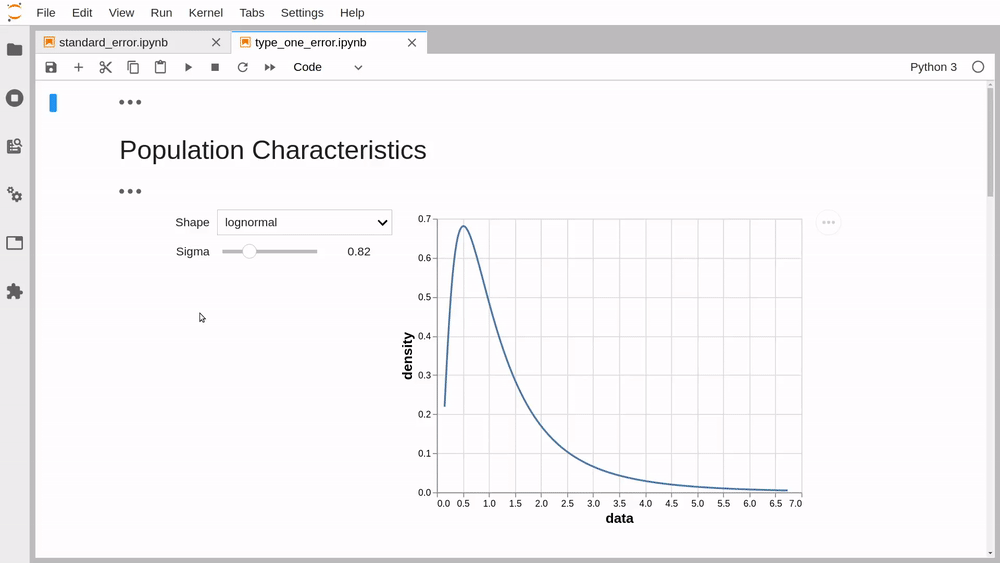 File Edit View Run Kernel Tabs Settings Help
standard_error.ipynb type_one_error.ipynb
Code Python 3
Population Characteristics
Shape lognormal
Sigma 0.82
0.7
0.6
0.5
0.4
0.3
0.2
0.1
0.0
density
0.0 0.5 1.0 1.5 2.0 2.5 3.0 3.5 4.0 4.5 5.0 5.5 6.0 6.5 7.0
data